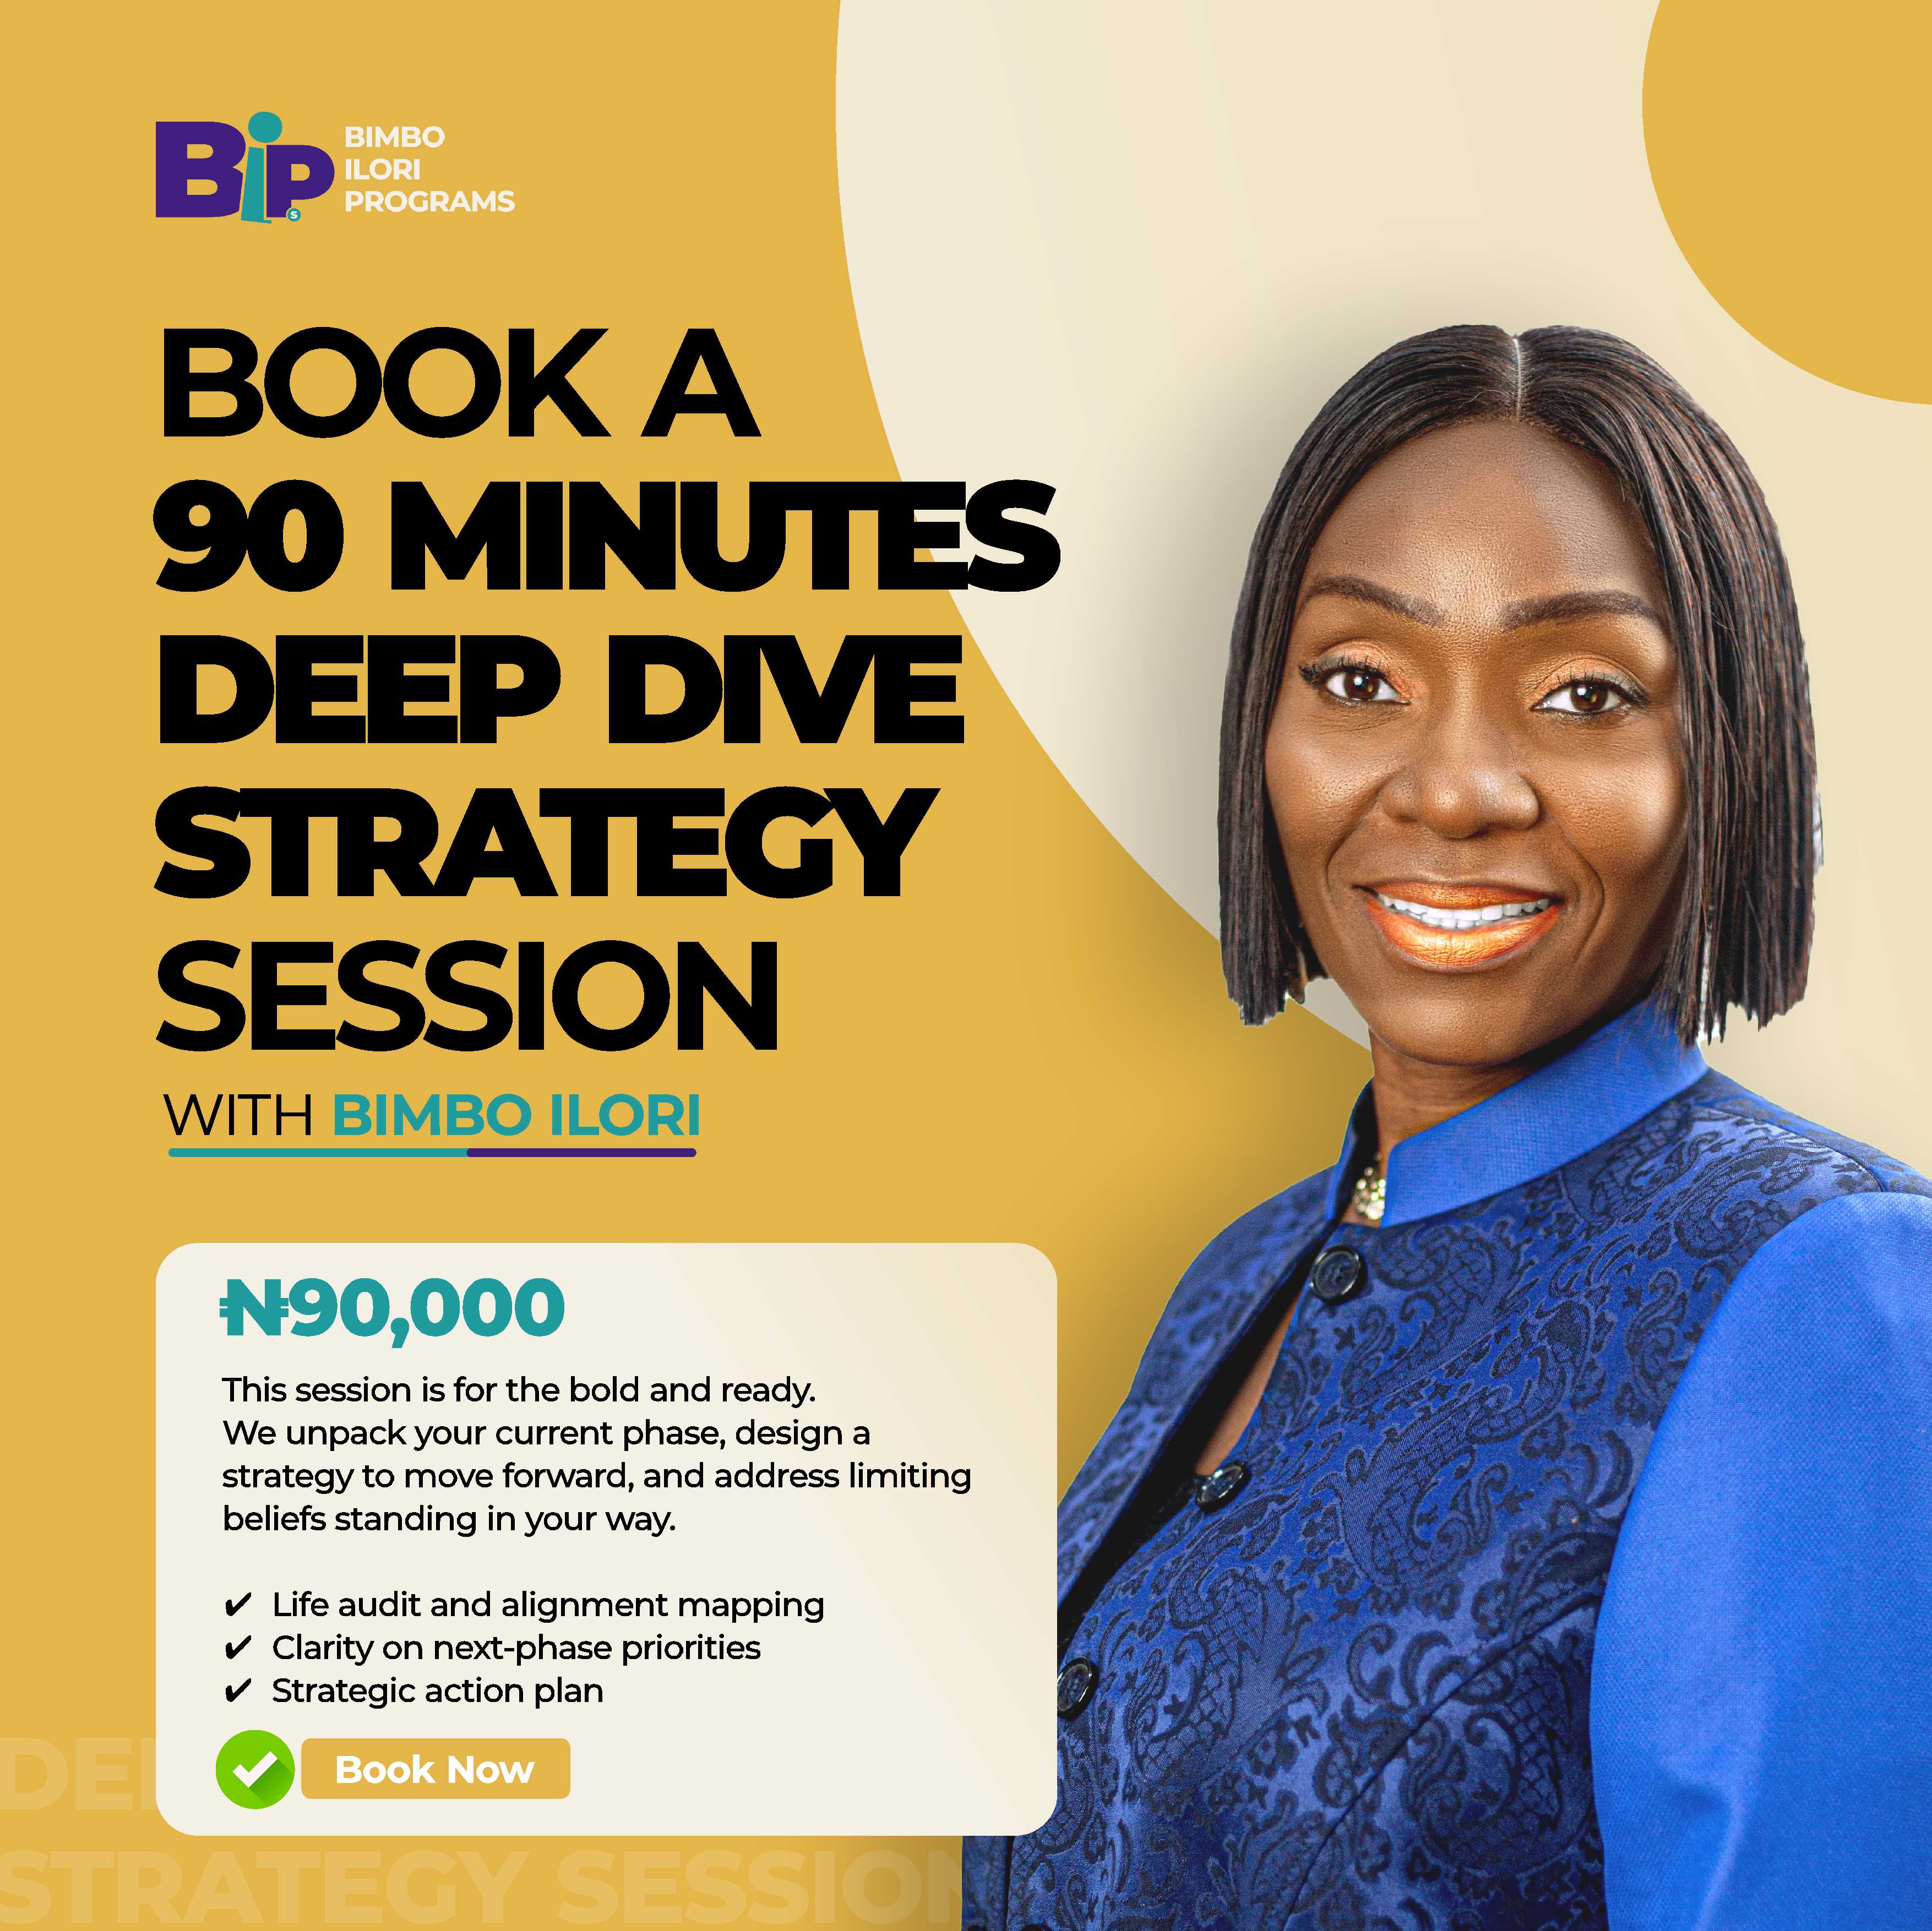 BiP
s
BIMBO
ILORI
PROGRAMS
BOOK A
90 MINUTES
DEEP DIVE
STRATEGY
SESSION
WITH BIMBO ILORI
₦90,000
This session is for the bold and ready.
We unpack your current phase, design a
strategy to move forward, and address limiting
beliefs standing in your way.
✔ Life audit and alignment mapping
✔ Clarity on next-phase priorities
✔ Strategic action plan
Book Now
STRATEGY SESSION